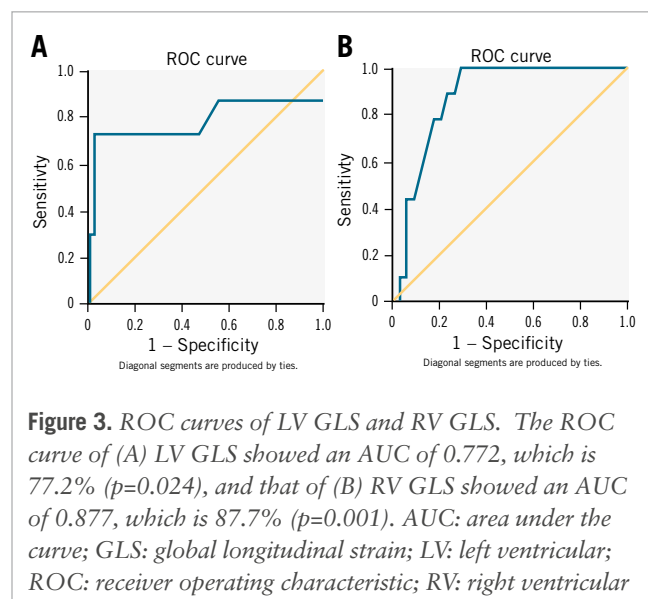 A
ROC curve
1.0
0.8
0.6
0.4
0.2
0
Sensitivty
0 0.2 0.4 0.6 0.8 1.0
1 – Specificity
Diagonal segments are produced by ties.
B
ROC curve
1.0
0.8
0.6
0.4
0.2
0
Sensitivty
0 0.2 0.4 0.6 0.8 1.0
1 – Specificity
Diagonal segments are produced by ties.
Figure 3. ROC curves of LV GLS and RV GLS. The ROC
curve of (A) LV GLS showed an AUC of 0.772, which is
77.2% (p=0.024), and that of (B) RV GLS showed an AUC
of 0.877, which is 87.7% (p=0.001). AUC: area under the
curve; GLS: global longitudinal strain; LV: left ventricular;
ROC: receiver operating characteristic; RV: right ventricular